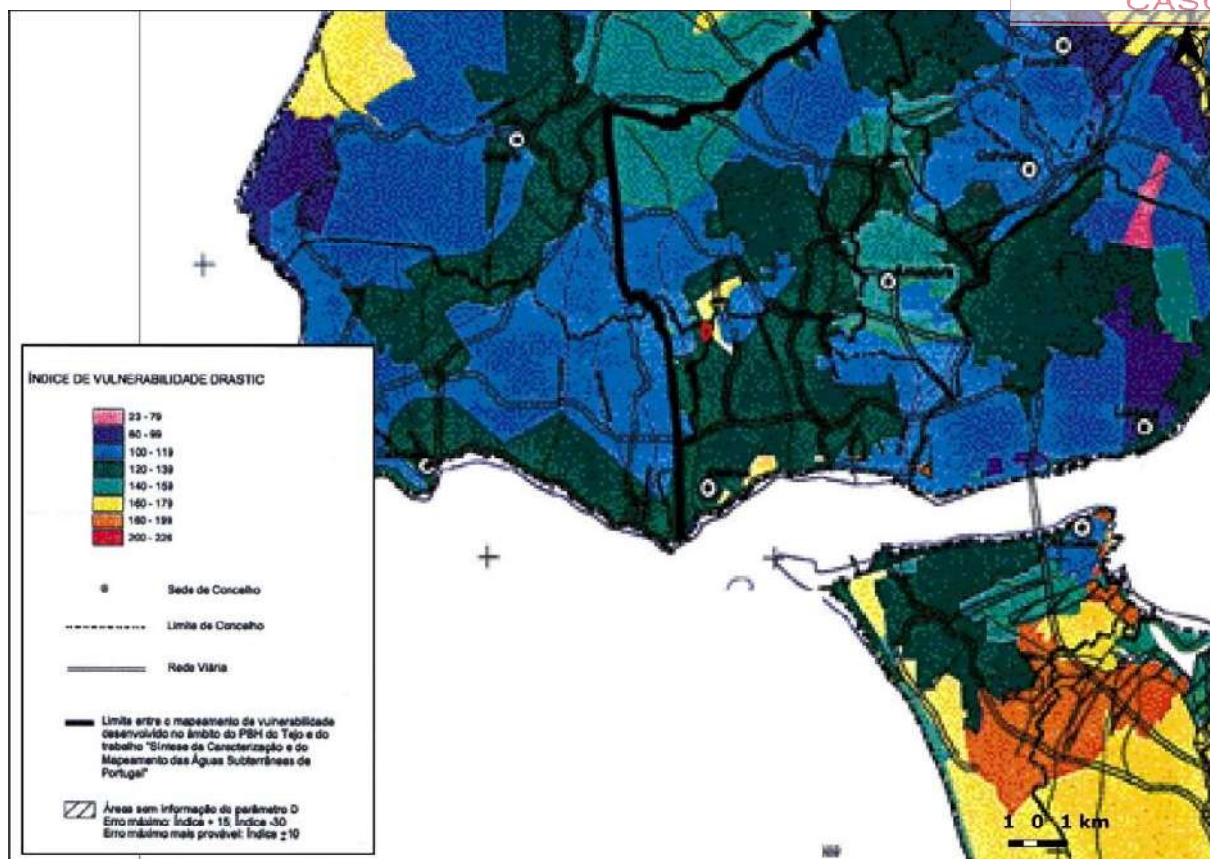 CASC
Amadora
ÍNDICE DE VULNERABILIDADE DRASTIC
23 - 79
80 - 99
100 - 119
120 - 139
140 - 159
160 - 179
180 - 199
200 - 226
Sede de Concelho
Limite de Concelho
Rede Viária
Limite entre o mapeamento de vulnerabilidade
desenvolvido no âmbito do PBH do Tejo e do
trabalho "Síntese da Caracterização e do
Mapeamento das Águas Subterrâneas de
Portugal"
Áreas sem informação do parâmetro D
Erro máximo: Índice + 15, Índice -30
Erro máximo mais provável: Índice ± 10
1 0 1 km